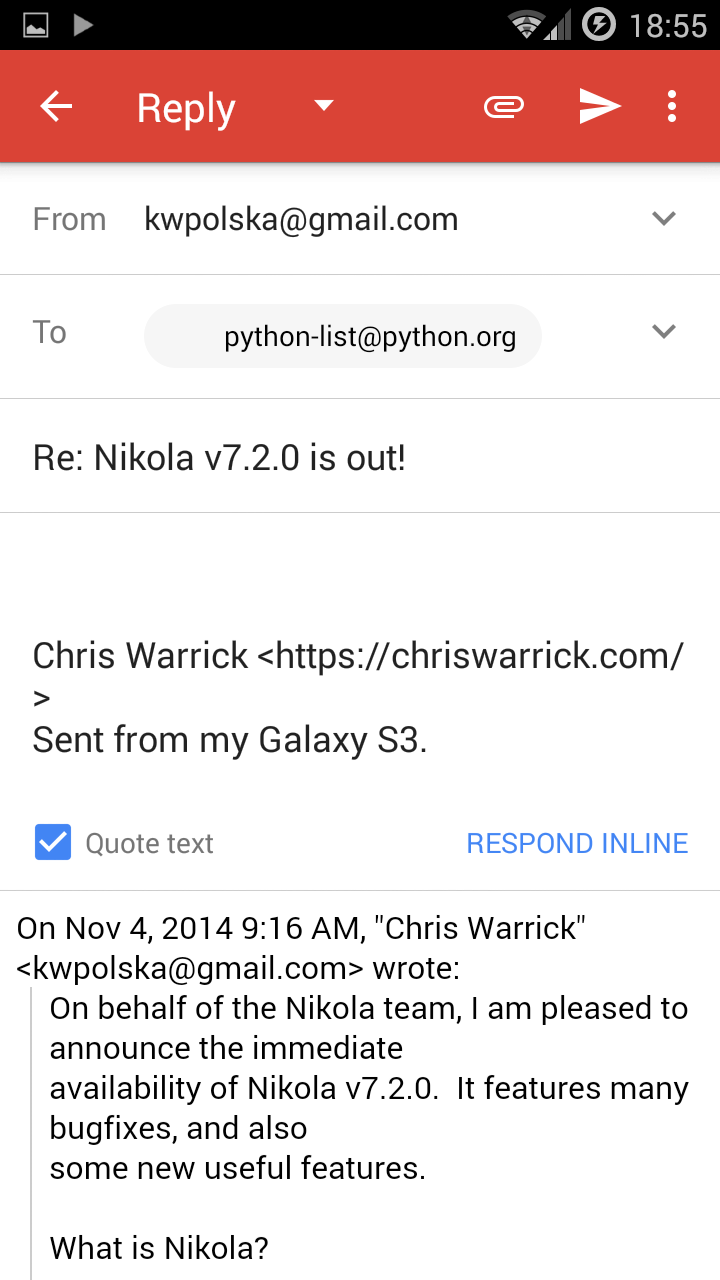 18:55
Reply
From kwpolska@gmail.com
To python-list@python.org
Re: Nikola v7.2.0 is out!
Chris Warrick <https://chriswarrick.com/
>
Sent from my Galaxy S3.
Quote text RESPOND INLINE
On Nov 4, 2014 9:16 AM, "Chris Warrick"
<kwpolska@gmail.com> wrote:
On behalf of the Nikola team, I am pleased to
announce the immediate
availability of Nikola v7.2.0.  It features many
bugfixes, and also
some new useful features.
What is Nikola?